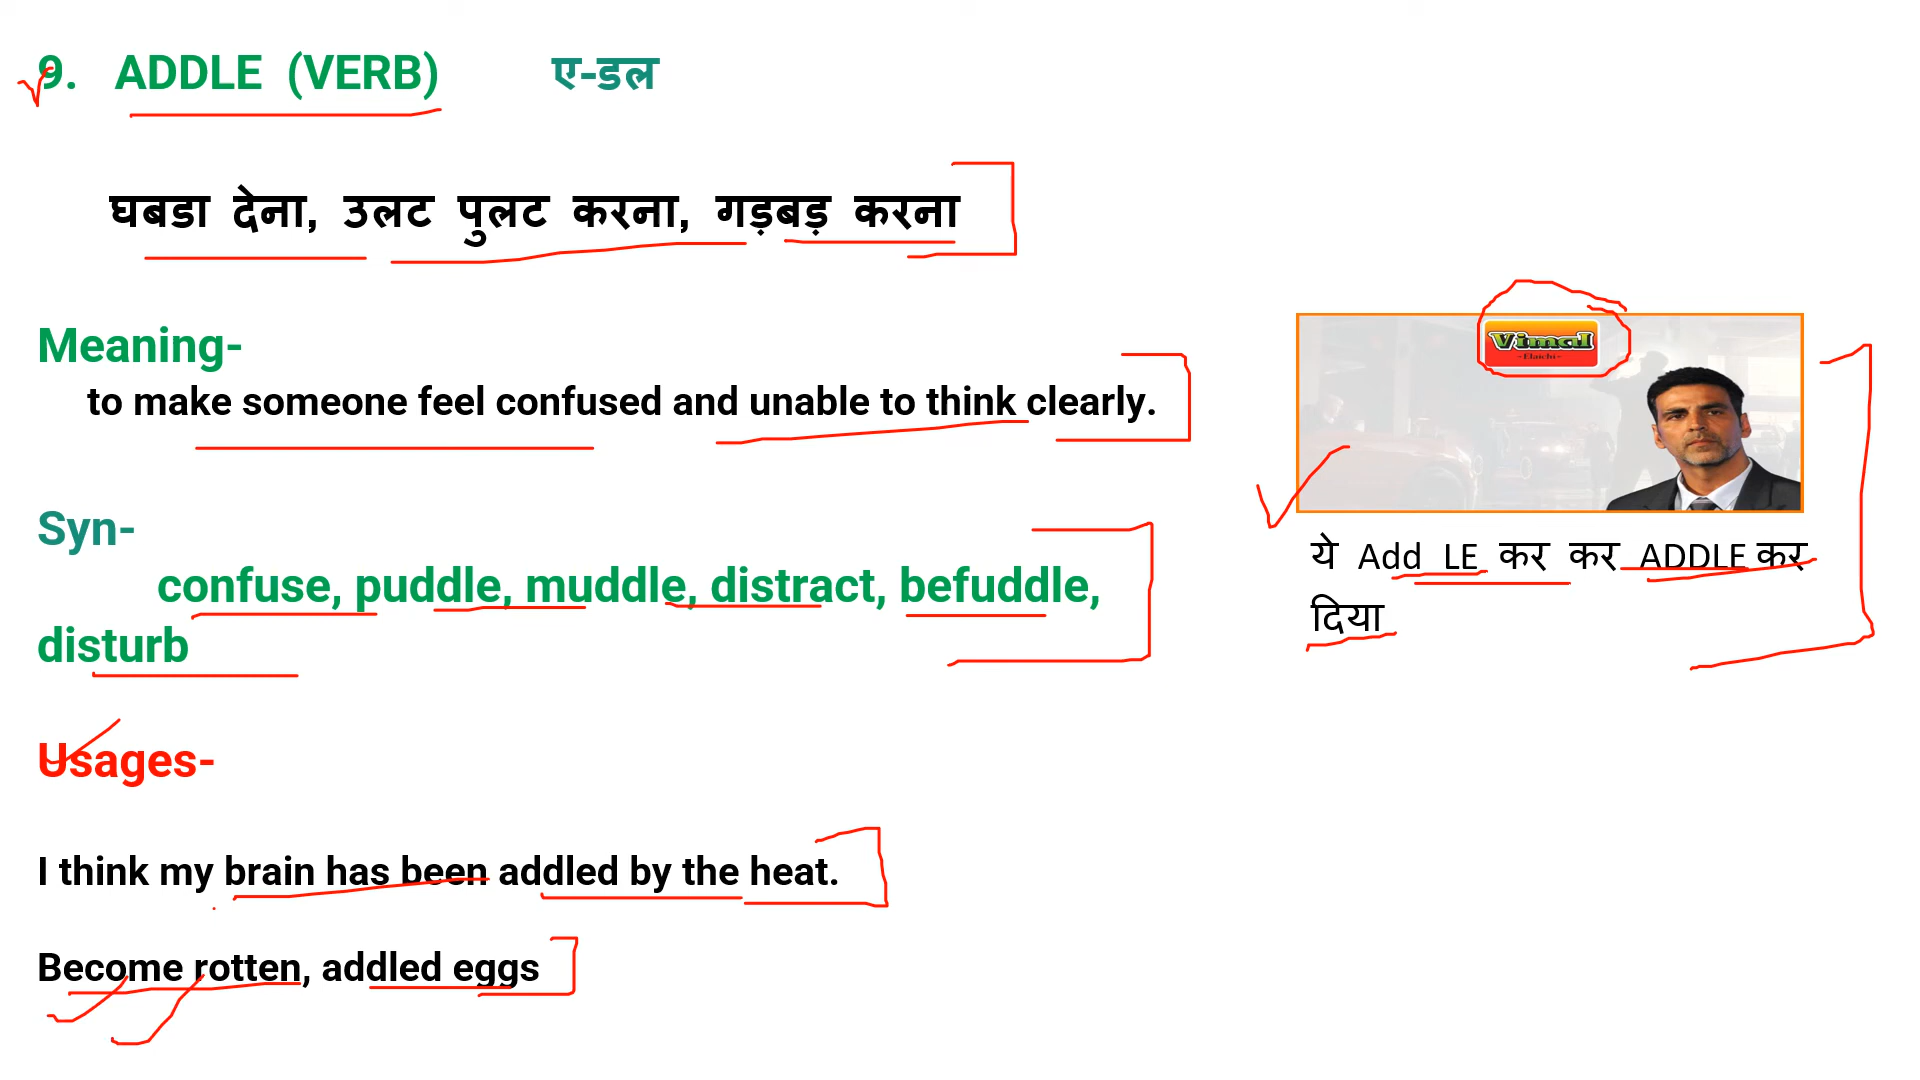 9. ADDLE (VERB) ए-डल
घबडा देना, उलट पुलट करना, गड़बड़ करना
Meaning-
to make someone feel confused and unable to think clearly.
Syn-
confuse, puddle, muddle, distract, befuddle,
disturb
Usages-
I think my brain has been addled by the heat.
Become rotten, addled eggs
Vimal
-Elaichi-
ये Add LE कर कर ADDLE कर
दिया